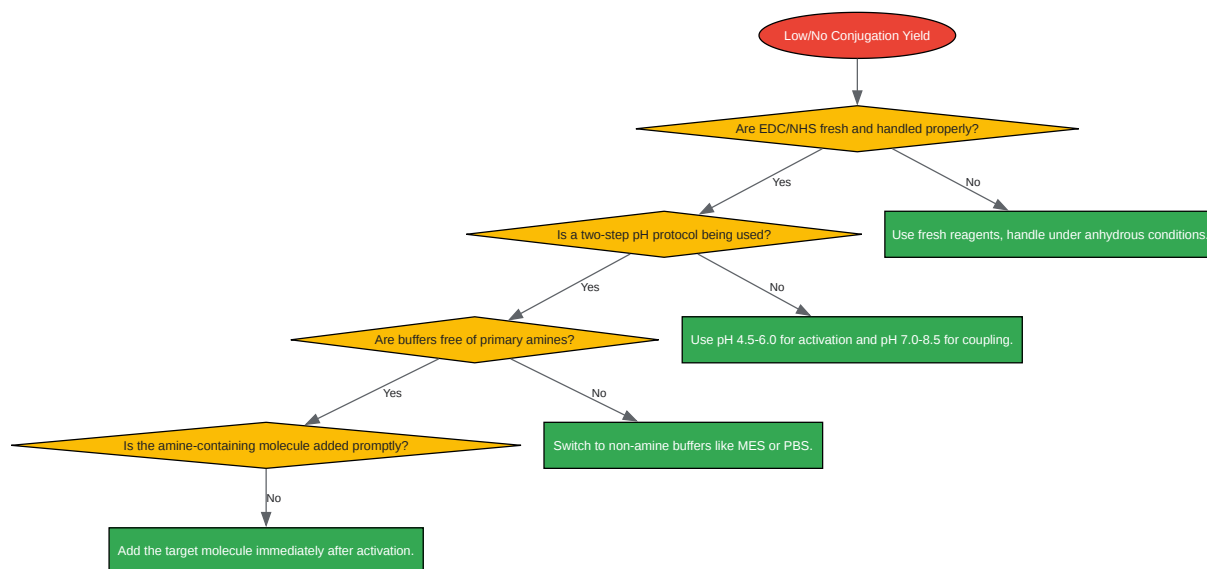 Low/No Conjugation Yield
Are EDC/NHS fresh and handled properly?
Yes
No
Is a two-step pH protocol being used?
Use fresh reagents, handle under anhydrous conditions.
Yes
No
Are buffers free of primary amines?
Use pH 4.5-6.0 for activation and pH 7.0-8.5 for coupling.
Yes
No
Is the amine-containing molecule added promptly?
Switch to non-amine buffers like MES or PBS.
No
Add the target molecule immediately after activation.